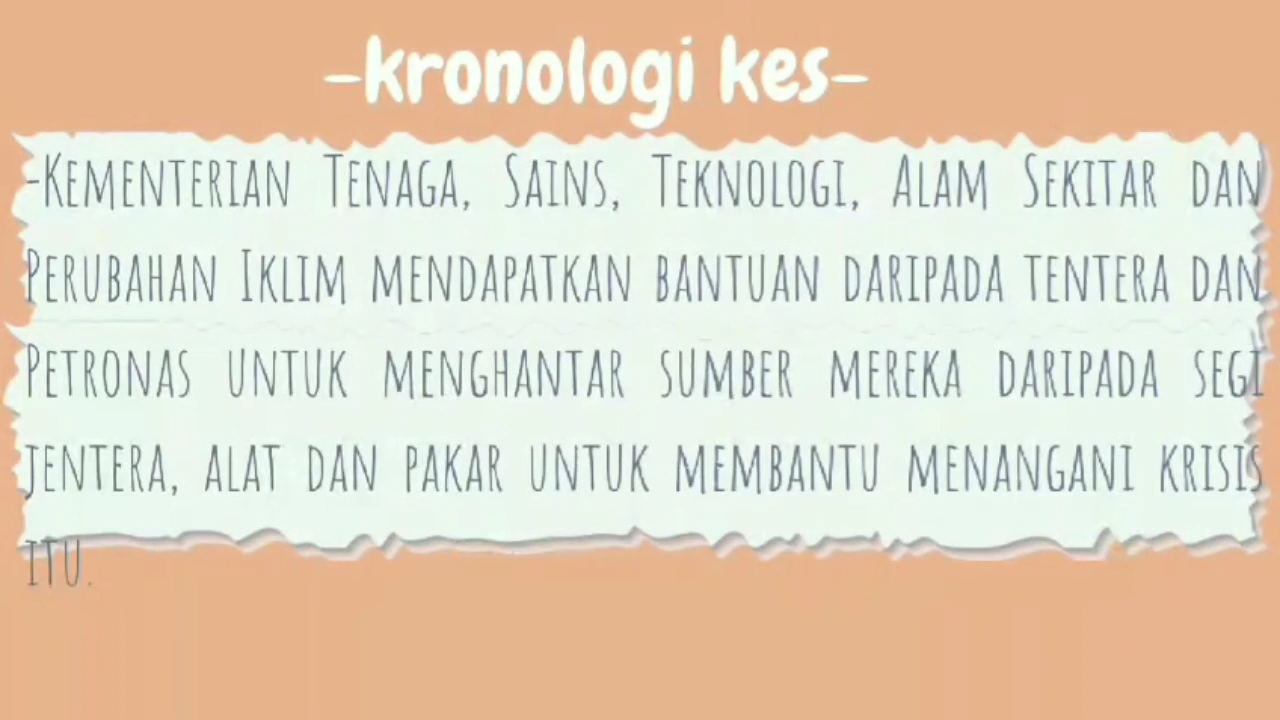 -kronologi kes-
-Kementerian Tenaga, Sains, Teknologi, Alam Sekitar dan
Perubahan Iklim mendapatkan bantuan daripada tentera dan
Petronas untuk menghantar sumber mereka daripada segi
jentera, alat dan pakar untuk membantu menangani krisis
itu.